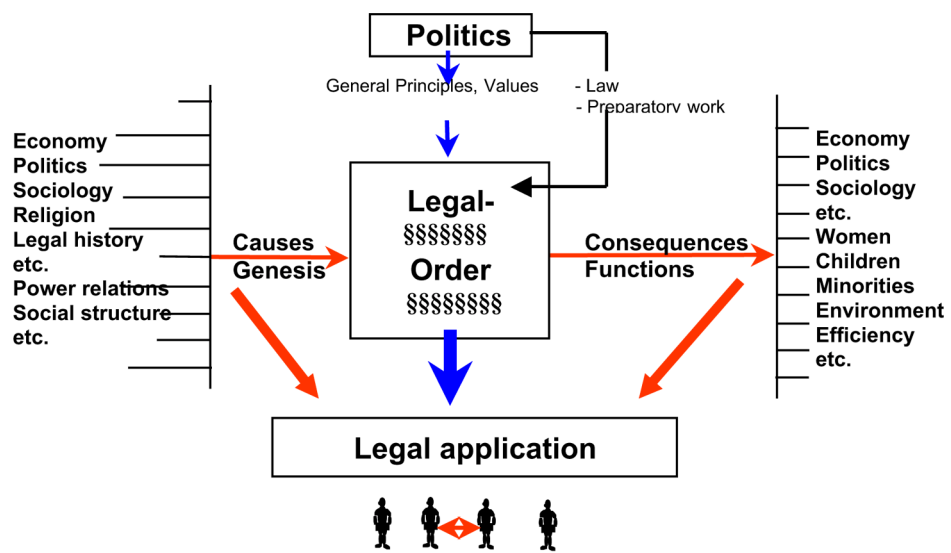 Politics
General Principles, Values
- Law
- Preparatory work
Economy
Politics
Sociology
Religion
Legal history
etc.
Power relations
Social structure
etc.
Causes
Genesis
Legal-
§§§§§§§
Order
§§§§§§§§
Consequences
Functions
Economy
Politics
Sociology
etc.
Women
Children
Minorities
Environment
Efficiency
etc.
Legal application